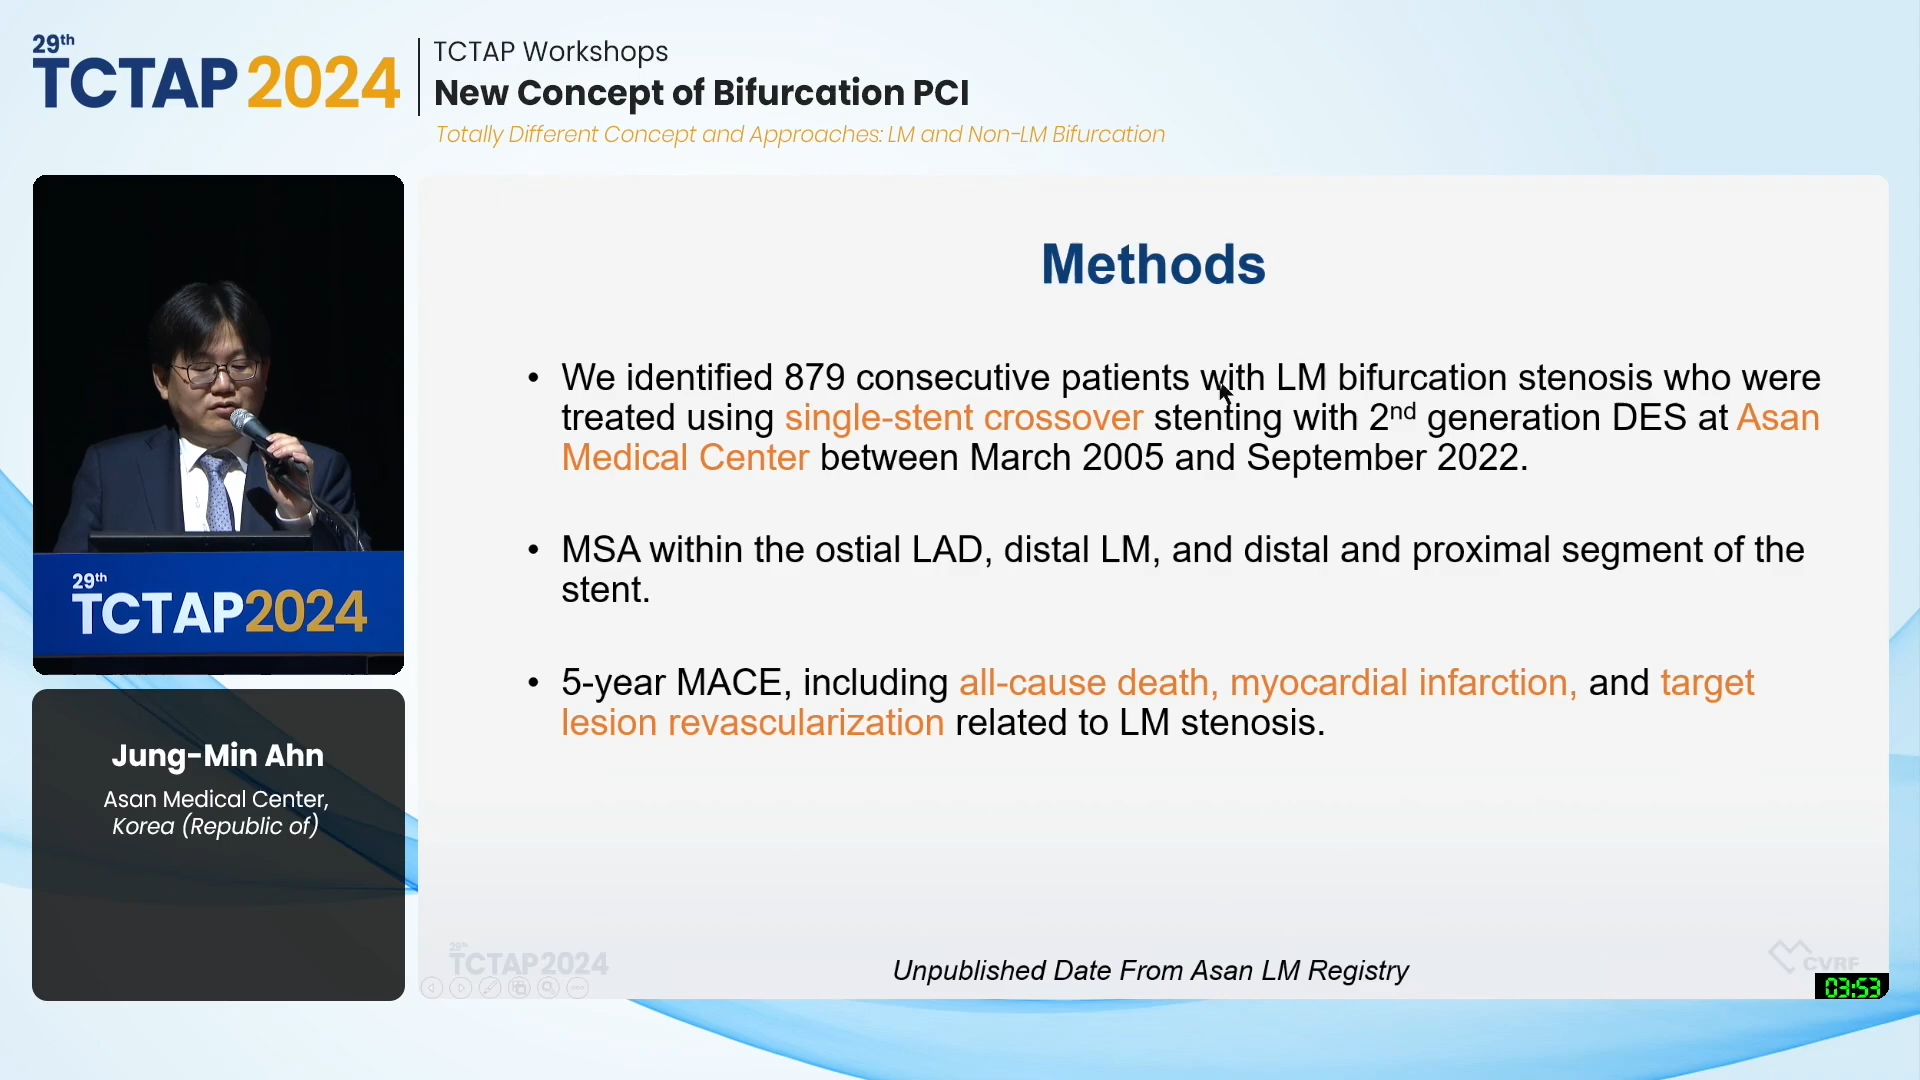 29th
TCTAP 2024
TCTAP Workshops
New Concept of Bifurcation PCI
Totally Different Concept and Approaches: LM and Non-LM Bifurcation
29th
TCTAP2024
Jung-Min Ahn
Asan Medical Center,
Korea (Republic of)
Methods
• We identified 879 consecutive patients with LM bifurcation stenosis who were
treated using single-stent crossover stenting with 2nd generation DES at Asan
Medical Center between March 2005 and September 2022.
• MSA within the ostial LAD, distal LM, and distal and proximal segment of the
stent.
• 5-year MACE, including all-cause death, myocardial infarction, and target
lesion revascularization related to LM stenosis.
29th
TCTAP2024
Unpublished Date From Asan LM Registry
CVRF
03:53